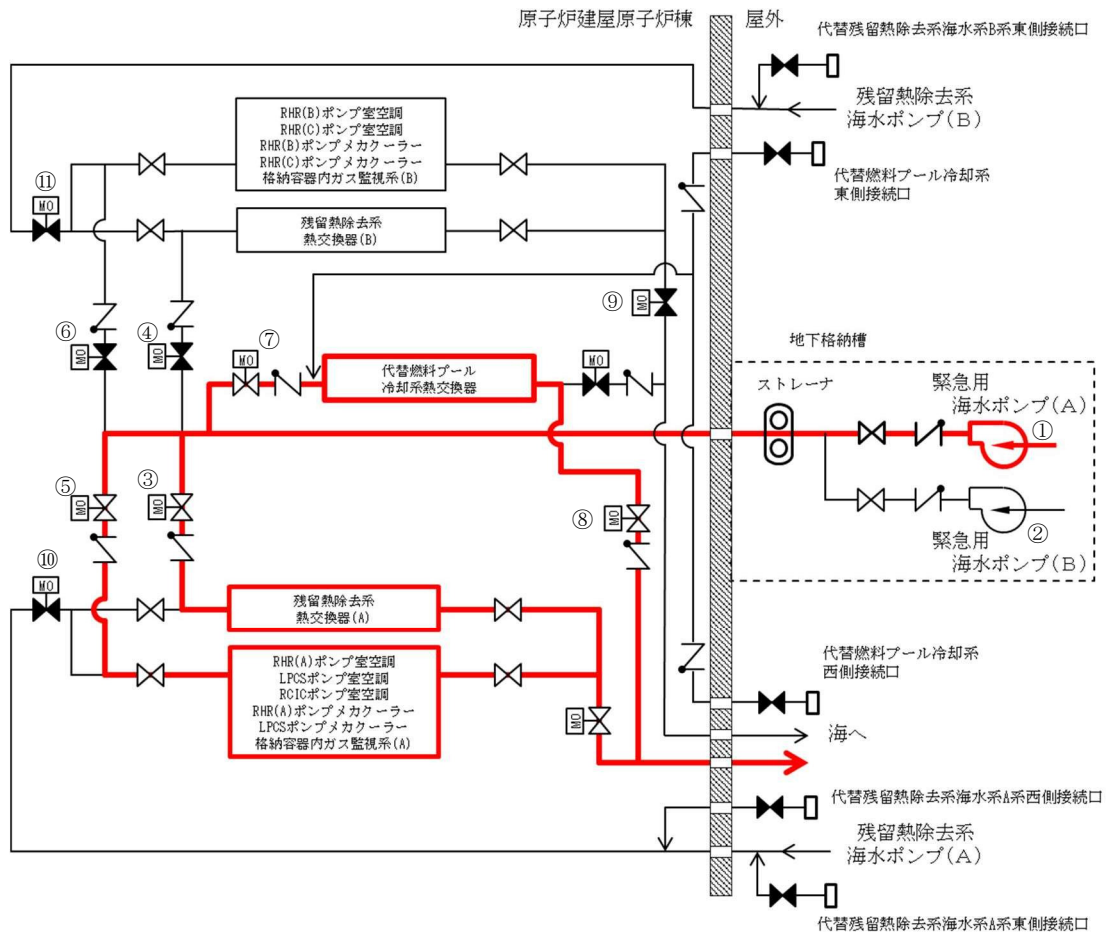 原子炉建屋原子炉棟
屋外
代替残留熱除去系海水系B系東側接続口
残留熱除去系
海水ポンプ(B)
代替燃料プール冷却系
東側接続口
RHR(B)ポンプ室空調
RHR(C)ポンプ室空調
RHR(B)ポンプメカクーラー
RHR(C)ポンプメカクーラー
格納容器内ガス監視系(B)
⑪
MO
残留熱除去系
熱交換器(B)
⑨
MO
⑥
MO
④
MO
⑦
MO
MO
代替燃料プール
冷却系熱交換器
地下格納槽
ストレーナ
緊急用
海水ポンプ(A)
①
⑤
MO
③
MO
⑧
MO
②
緊急用
海水ポンプ(B)
⑩
MO
残留熱除去系
熱交換器(A)
RHR(A)ポンプ室空調
LPCSポンプ室空調
RCICポンプ室空調
RHR(A)ポンプメカクーラー
LPCSポンプメカクーラー
格納容器内ガス監視系(A)
MO
代替燃料プール冷却系
西側接続口
海へ
代替残留熱除去系海水系A系西側接続口
残留熱除去系
海水ポンプ(A)
代替残留熱除去系海水系A系東側接続口